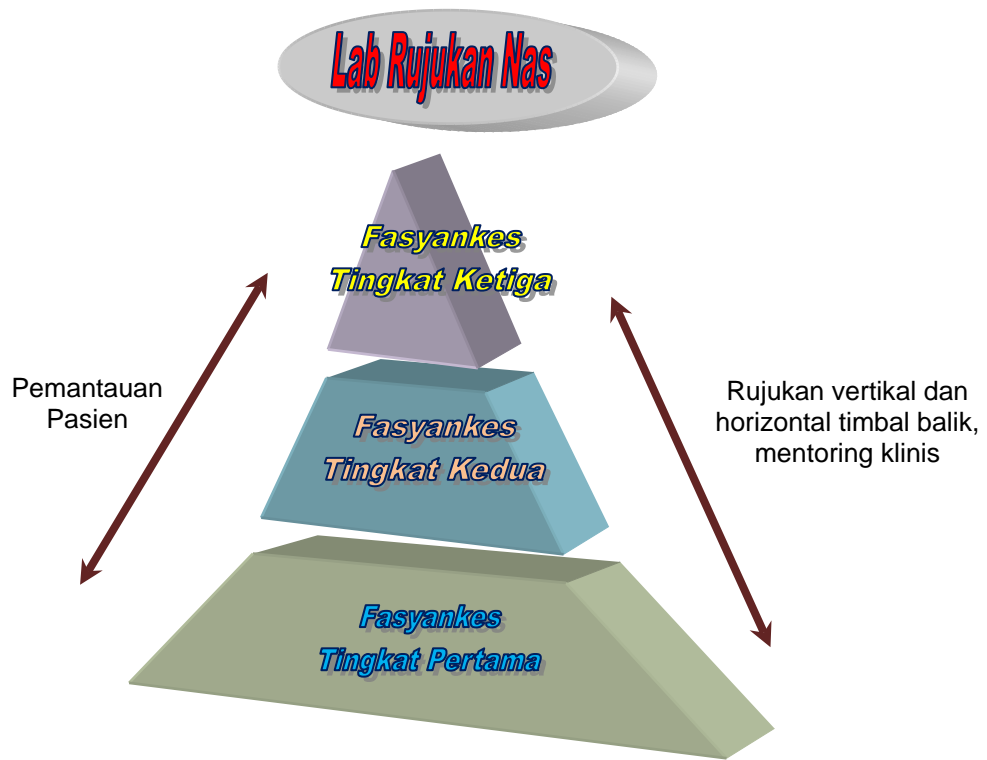 Lab Rujukan Nas
Fasyankes
Tingkat Ketiga
Pemantauan
Pasien
Rujukan vertikal dan
horizontal timbal balik,
mentoring klinis
Fasyankes
Tingkat Kedua
Fasyankes
Tingkat Pertama